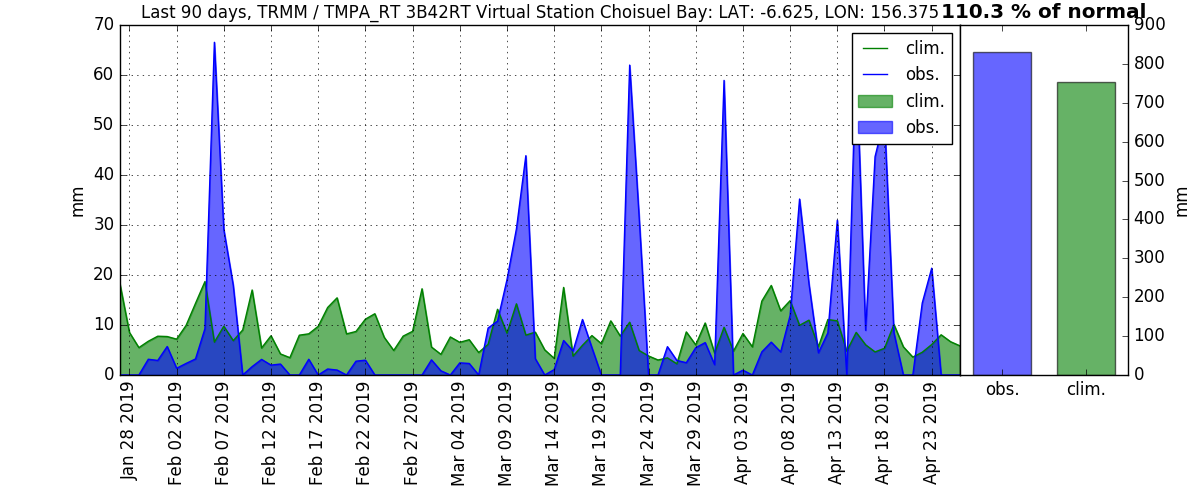 Last 90 days, TRMM / TMPA_RT 3B42RT Virtual Station Choisuel Bay: LAT: -6.625, LON: 156.375
110.3 % of normal
70
60
50
40
30
20
10
0
mm
clim.
obs.
clim.
obs.
Jan 28 2019
Feb 02 2019
Feb 07 2019
Feb 12 2019
Feb 17 2019
Feb 22 2019
Feb 27 2019
Mar 04 2019
Mar 09 2019
Mar 14 2019
Mar 19 2019
Mar 24 2019
Mar 29 2019
Apr 03 2019
Apr 08 2019
Apr 13 2019
Apr 18 2019
Apr 23 2019
900
800
700
600
500
400
300
200
100
0
mm
obs.
clim.